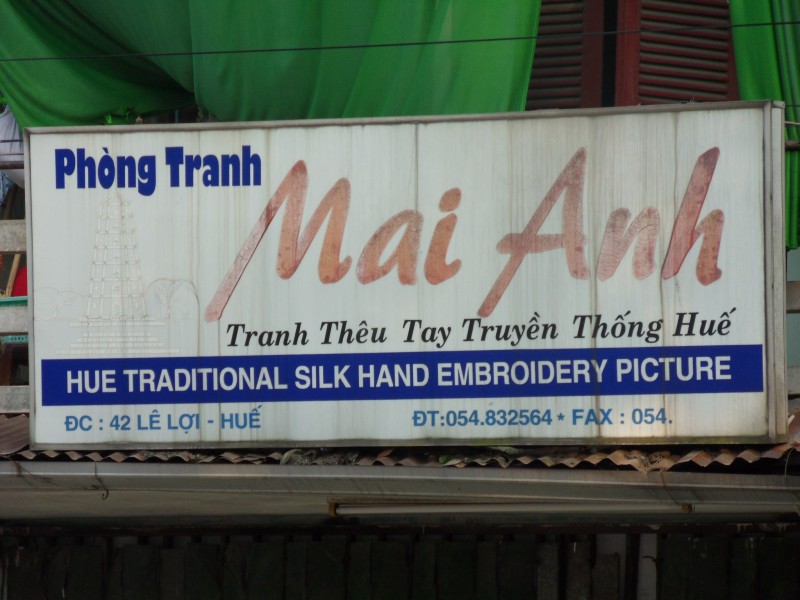 Phòng Tranh
Mai Anh
Tranh Thêu Tay Truyền Thống Huế
HUE TRADITIONAL SILK HAND EMBROIDERY PICTURE
ĐC : 42 LÊ LỢI - HUẾ ĐT:054.832564 * FAX : 054.